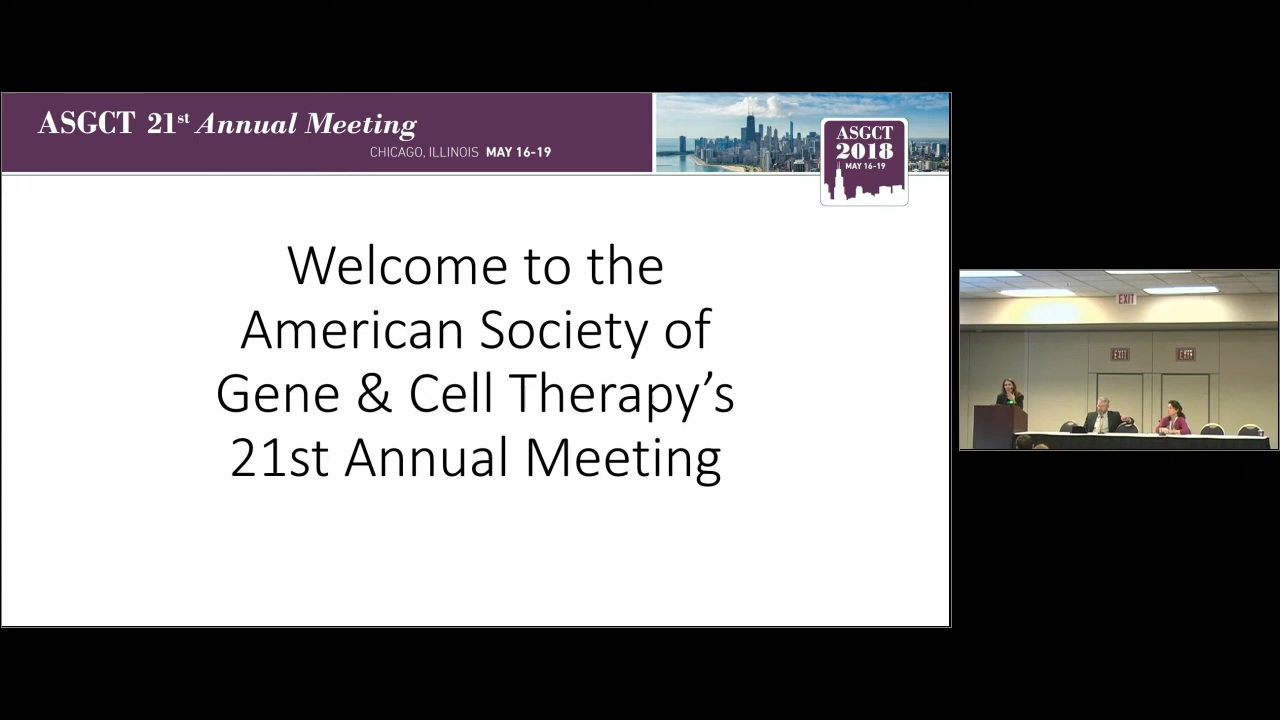 ASGCT 21st Annual Meeting
CHICAGO, ILLINOIS MAY 16-19
ASGCT
2018
MAY 16-19
Welcome to the
American Society of
Gene & Cell Therapy’s
21st Annual Meeting
EXIT
EXIT
EXIT